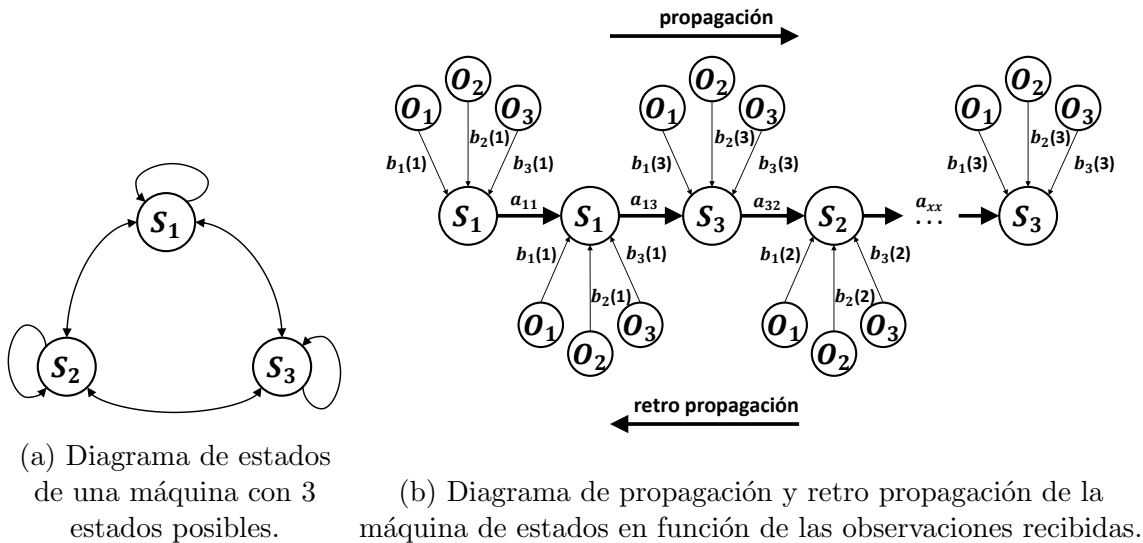 propagación
O₂ O₂ O₂
O₁ O₃ O₁ O₃ O₁ O₃
b₂(1) b₂(3) b₂(3)
b₁(1) b₃(1) b₁(3) b₃(3) b₁(3) b₃(3)
S₁ a₁₁ S₁ a₁₃ S₃ a₃₂ S₂ aₓₓ ... S₃
b₁(1) b₃(1) b₁(2) b₃(2)
b₂(1) b₂(2)
O₁ O₃ O₁ O₃
O₂ O₂
retro propagación
S₁
S₂ S₃
(a) Diagrama de estados
de una máquina con 3
estados posibles.
(b) Diagrama de propagación y retro propagación de la
máquina de estados en función de las observaciones recibidas.